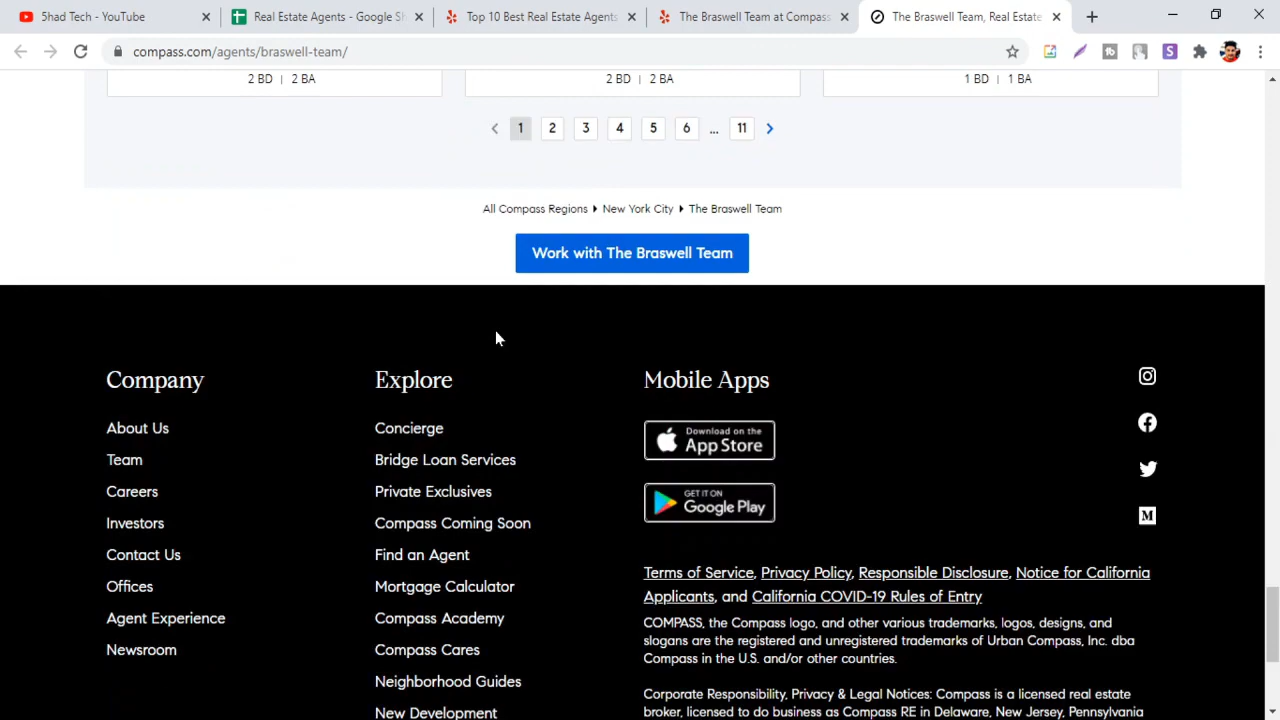 5had Tech - YouTube
Real Estate Agents - Google Sh
Top 10 Best Real Estate Agents
The Braswell Team at Compass
The Braswell Team, Real Estate
compass.com/agents/braswell-team/
2 BD | 2 BA
2 BD | 2 BA
1 BD | 1 BA
1 2 3 4 5 6 ... 11
All Compass Regions New York City The Braswell Team
Work with The Braswell Team
Company
About Us
Team
Careers
Investors
Contact Us
Offices
Agent Experience
Newsroom
Explore
Concierge
Bridge Loan Services
Private Exclusives
Compass Coming Soon
Find an Agent
Mortgage Calculator
Compass Academy
Compass Cares
Neighborhood Guides
New Development
Mobile Apps
Download on the
App Store
GET IT ON
Google Play
Terms of Service, Privacy Policy, Responsible Disclosure, Notice for California
Applicants, and California COVID-19 Rules of Entry
COMPASS, the Compass logo, and other various trademarks, logos, designs, and
slogans are the registered and unregistered trademarks of Urban Compass, Inc. dba
Compass in the U.S. and/or other countries.
Corporate Responsibility, Privacy & Legal Notices: Compass is a licensed real estate
broker, licensed to do business as Compass RE in Delaware, New Jersey, Pennsylvania